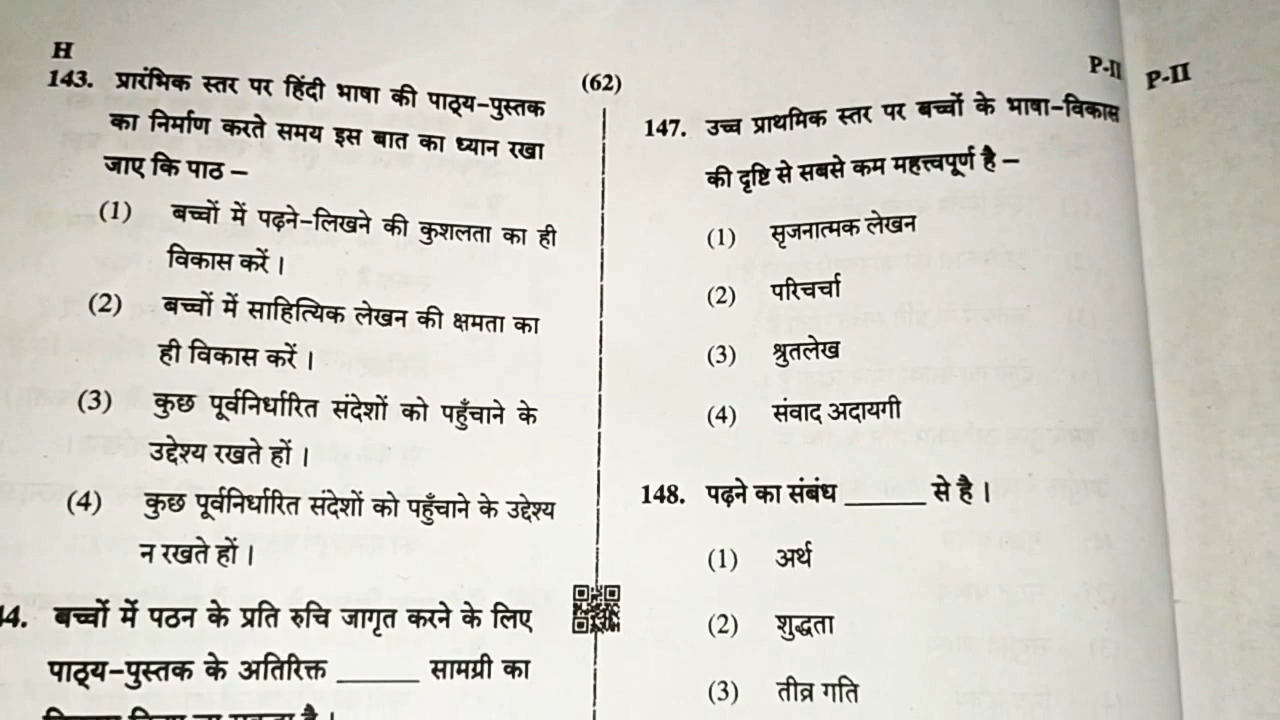 H
143. प्रारंभिक स्तर पर हिंदी भाषा की पाठ्य-पुस्तक
का निर्माण करते समय इस बात का ध्यान रखा
जाए कि पाठ –
(1) बच्चों में पढ़ने-लिखने की कुशलता का ही
विकास करें ।
(2) बच्चों में साहित्यिक लेखन की क्षमता का
ही विकास करें ।
(3) कुछ पूर्वनिर्धारित संदेशों को पहुँचाने के
उद्देश्य रखते हों ।
(4) कुछ पूर्वनिर्धारित संदेशों को पहुँचाने के उद्देश्य
न रखते हों ।
44. बच्चों में पठन के प्रति रुचि जागृत करने के लिए
पाठ्य-पुस्तक के अतिरिक्त ______ सामग्री का
(62)
P-II
147. उच्च प्राथमिक स्तर पर बच्चों के भाषा-विकास
की दृष्टि से सबसे कम महत्त्वपूर्ण है –
(1) सृजनात्मक लेखन
(2) परिचर्चा
(3) श्रुतलेख
(4) संवाद अदायगी
148. पढ़ने का संबंध ______ से है ।
(1) अर्थ
(2) शुद्धता
(3) तीव्र गति
P-II